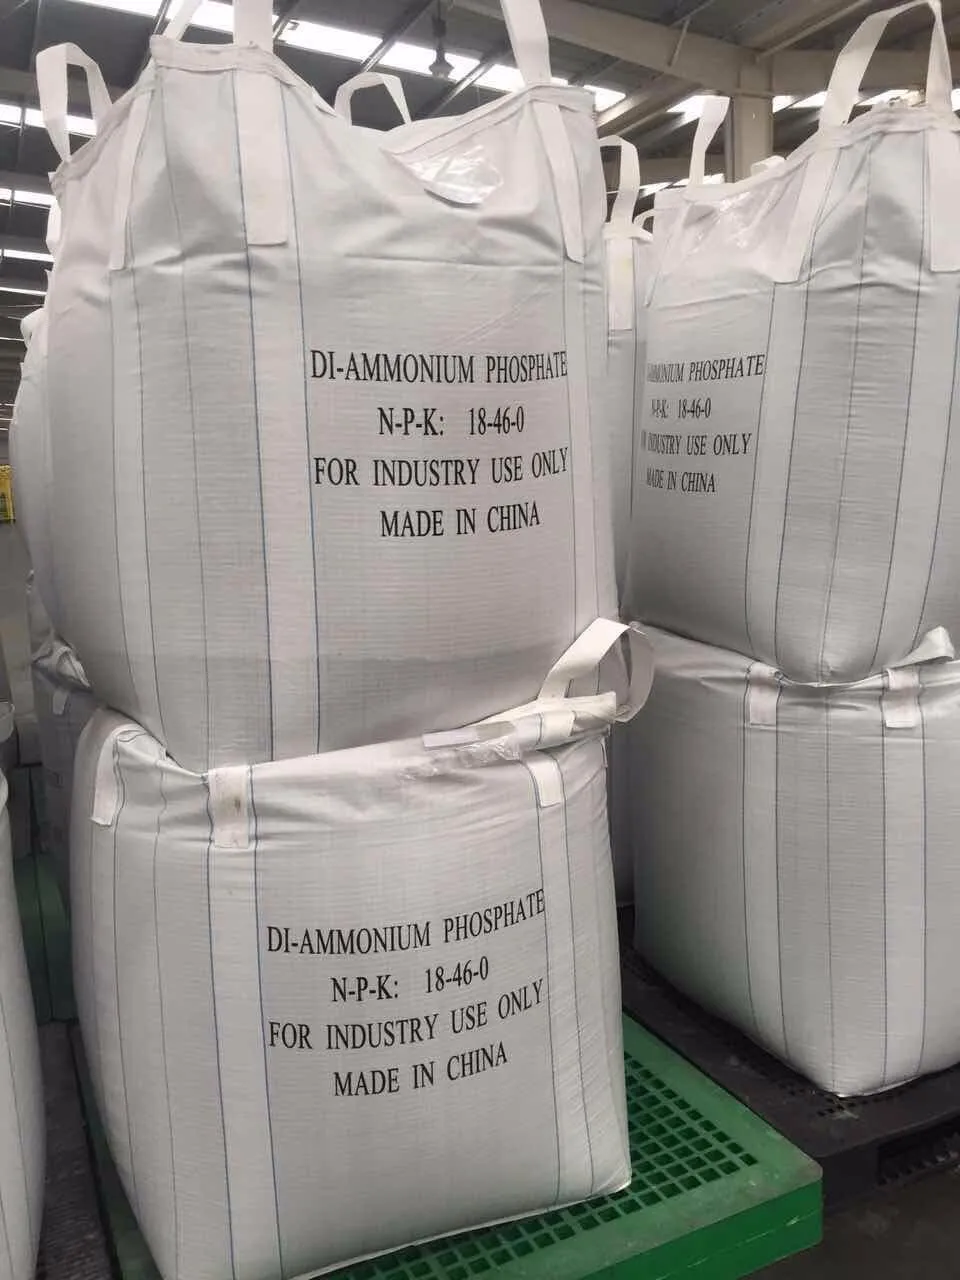 DI-AMMONIUM PHOSPHATE
N-P-K: 18-46-0
FOR INDUSTRY USE ONLY
MADE IN CHINA
PHOSPHATE
N-P-K: 18-46-0
INDUSTRY USE ONLY
MADE IN CHINA
DI-AMMONIUM PHOSPHATE
N-P-K: 18-46-0
FOR INDUSTRY USE ONLY
MADE IN CHINA